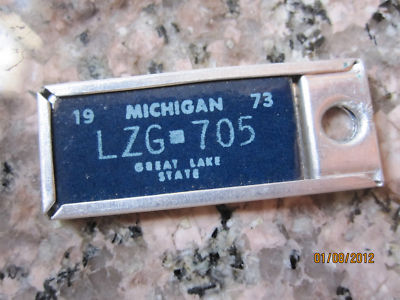 19 MICHIGAN 73
LZG▪705
GREAT LAKE
STATE
01/09/2012